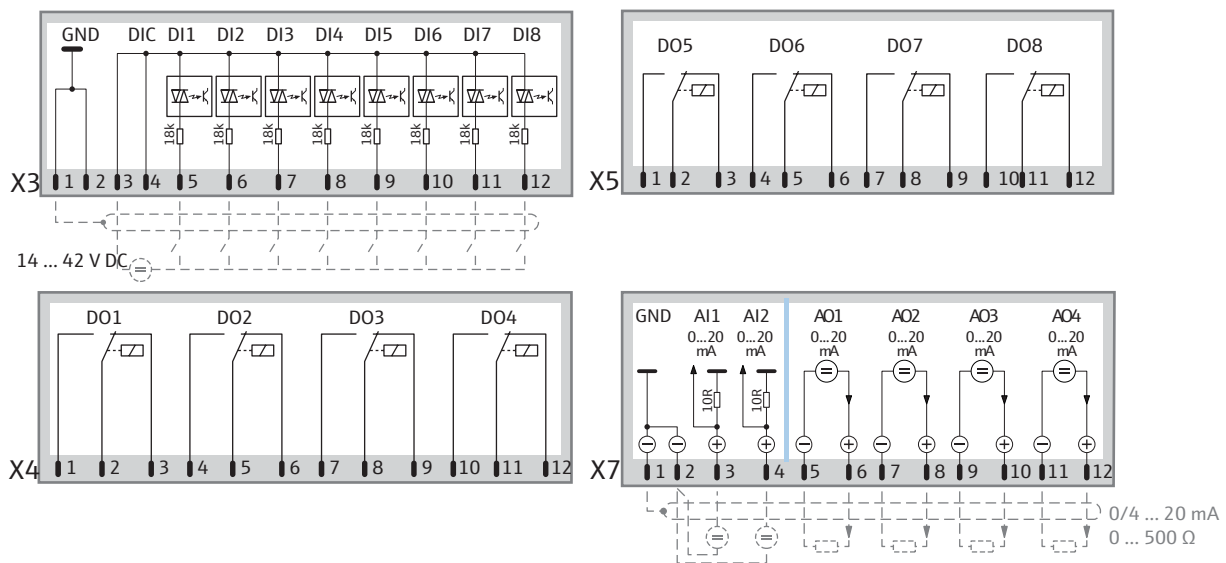 GND DIC DI1 DI2 DI3 DI4 DI5 DI6 DI7 DI8
18k 18k 18k 18k 18k 18k 18k 18k
X3 1 2 3 4 5 6 7 8 9 10 11 12
14 ... 42 V DC
DO5 DO6 DO7 DO8
X5 1 2 3 4 5 6 7 8 9 10 11 12
DO1 DO2 DO3 DO4
X4 1 2 3 4 5 6 7 8 9 10 11 12
GND AI1 AI2 AO1 AO2 AO3 AO4
0...20 0...20 0...20 0...20 0...20 0...20
mA mA mA mA mA mA
10R 10R
X7 1 2 3 4 5 6 7 8 9 10 11 12
0/4 ... 20 mA
0 ... 500 Ω